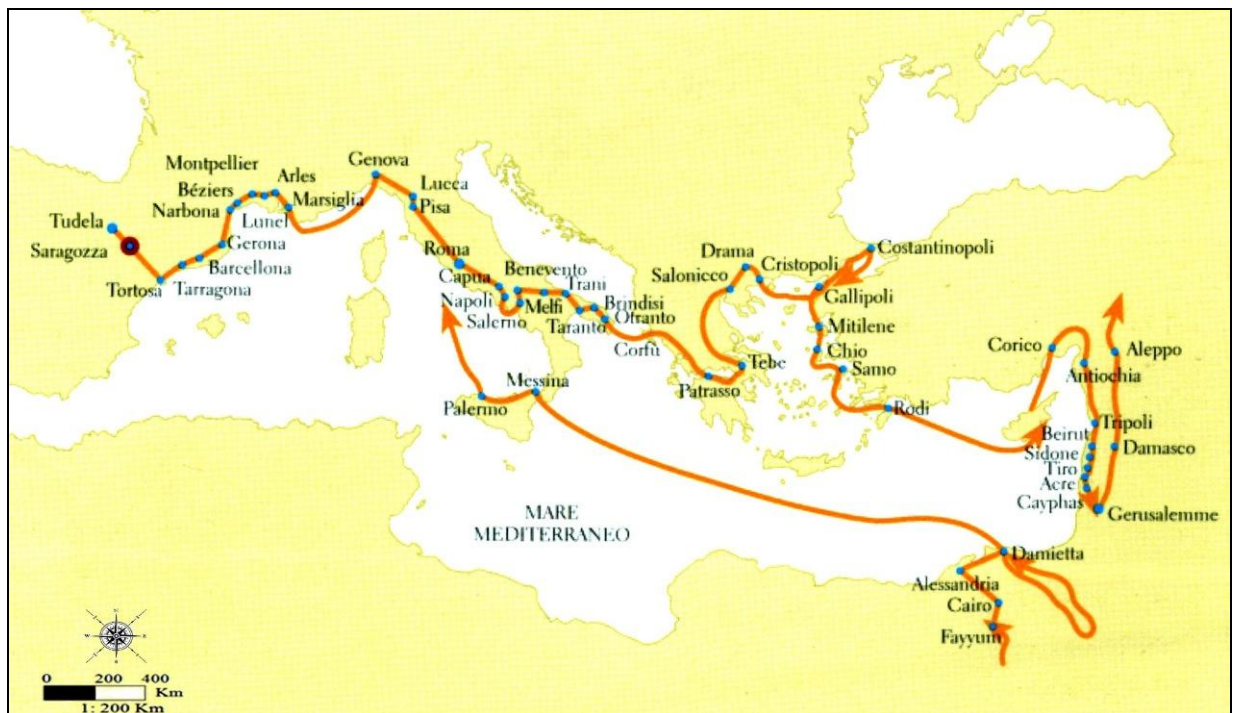 Montpellier
Arles
Genova
Béziers
Lucca
Narbona
Lunel
Marsiglia
Pisa
Tudela
Saragozza
Gerona
Barcellona
Tortosa
Tarragona
Roma
Capua
Benevento
Trani
Napoli
Melfi
Brindisi
Salerno
Taranto
Otranto
Corfù
Drama
Cristopoli
Costantinopoli
Salonicco
Gallipoli
Mitilene
Chio
Samo
Tebe
Patrasso
Rodi
Messina
Palermo
Corico
Aleppo
Antiochia
Tripoli
Beirut
Sidone
Damasco
Tiro
Acre
Cayphas
Gerusalemme
MARE
MEDITERRANEO
Damietta
Alessandria
Cairo
Fayyum
0 200 400
Km
1: 200 Km